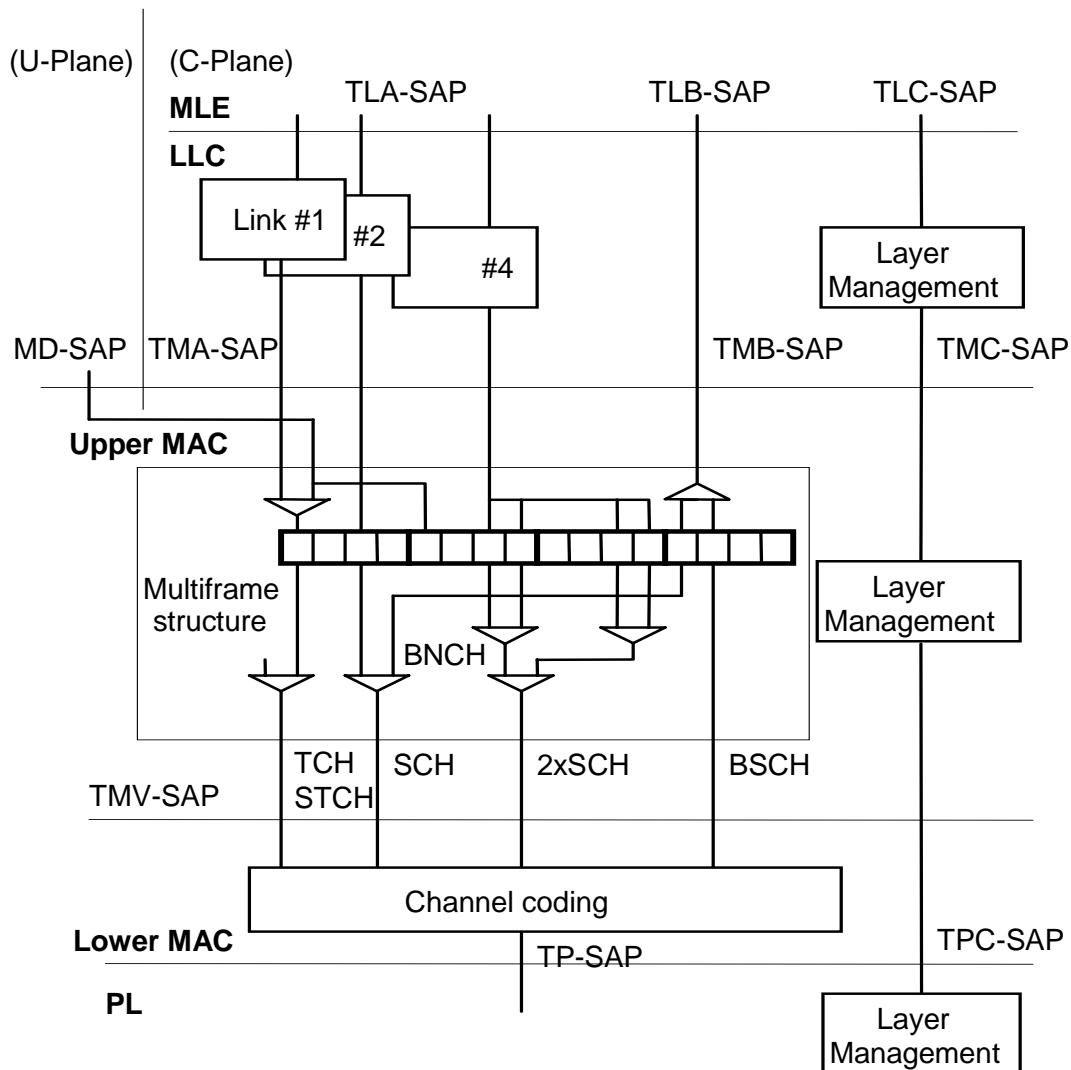 (U-Plane) (C-Plane)
TLA-SAP TLB-SAP TLC-SAP
MLE
LLC
Link #1
#2
#4
Layer
Management
MD-SAP TMA-SAP TMB-SAP TMC-SAP
Upper MAC
Multiframe
structure
Layer
Management
BNCH
TCH SCH 2xSCH BSCH
STCH
TMV-SAP
Channel coding
Lower MAC TPC-SAP
TP-SAP
PL
Layer
Management